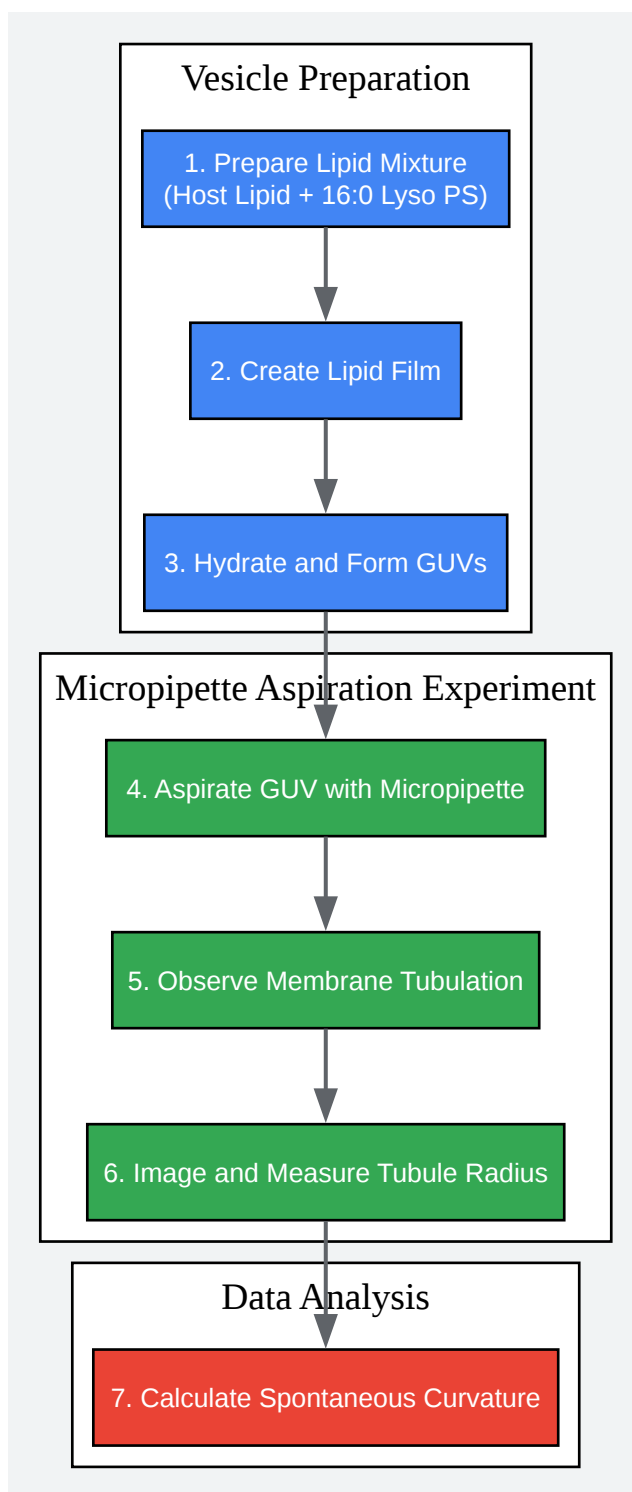 Vesicle Preparation
1. Prepare Lipid Mixture
(Host Lipid + 16:0 Lyso PS)
2. Create Lipid Film
3. Hydrate and Form GUVs
Micropipette Aspiration Experiment
4. Aspirate GUV with Micropipette
5. Observe Membrane Tubulation
6. Image and Measure Tubule Radius
Data Analysis
7. Calculate Spontaneous Curvature